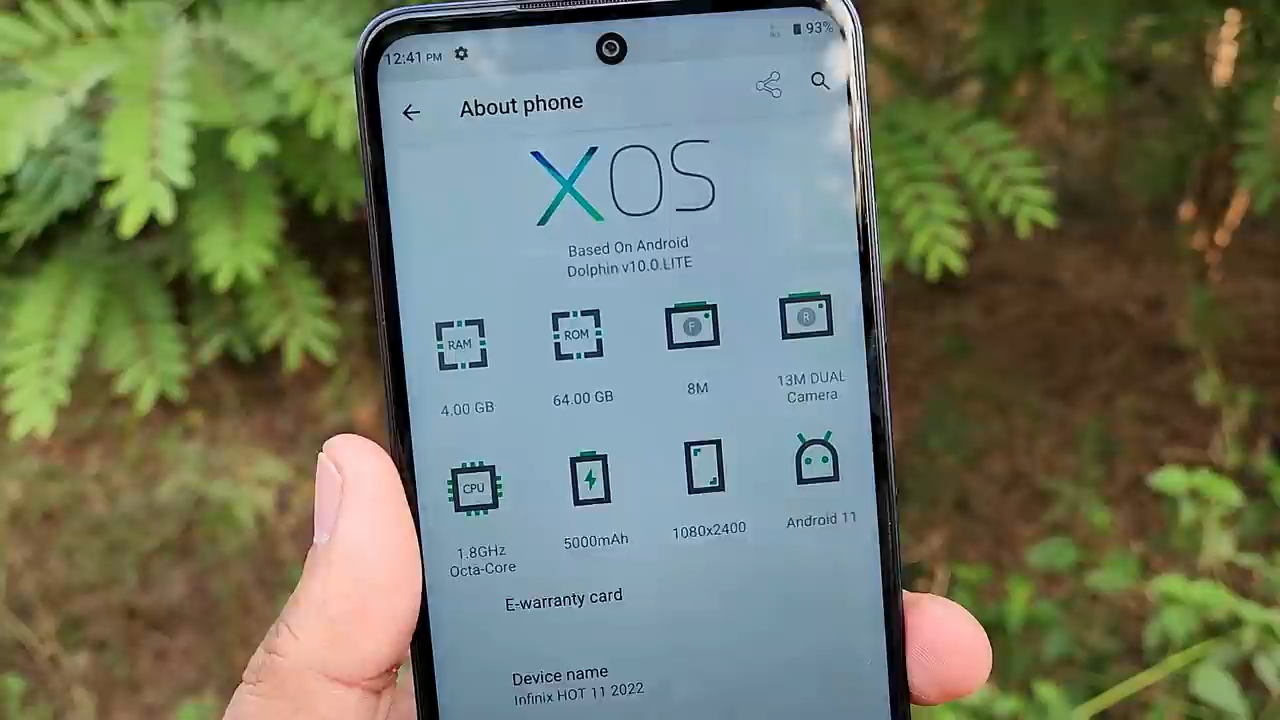 12:41 PM
93%
About phone
XOS
Based On Android
Dolphin v10.0.LITE
RAM
ROM
F
R
4.00 GB
64.00 GB
8M
13M DUAL
Camera
CPU
1.8GHz
Octa-Core
5000mAh
1080x2400
Android 11
E-warranty card
Device name
Infinix HOT 11 2022